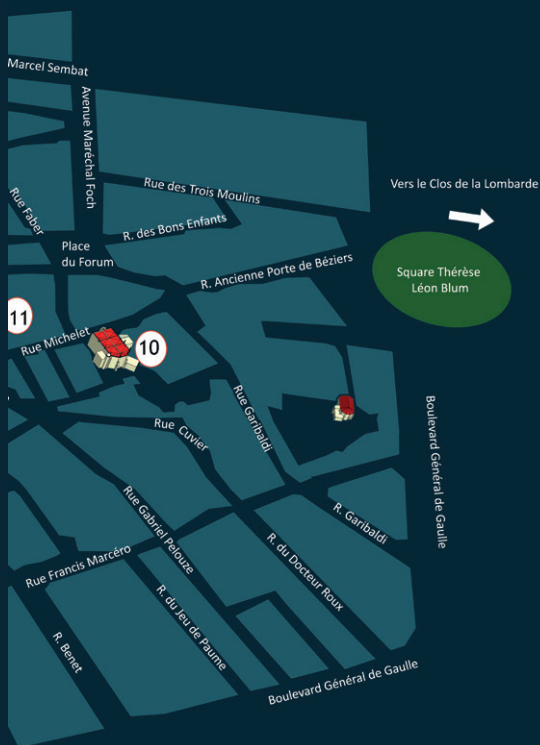 Marcel Sembat
Avenue Maréchal Foch
Rue des Trois Moulins
Vers le Clos de la Lombarde
Rue Faber
R. des Bons Enfants
Place
du Forum
R. Ancienne Porte de Béziers
Square Thérèse
Léon Blum
11
Rue Michelet
10
Rue Garibaldi
Rue Cuvier
Boulevard Général de Gaulle
Rue Gabriel Pelouze
R. Garibaldi
R. du Docteur Roux
Rue Francis Marcéro
R. du Jeu de Paume
R. Benet
Boulevard Général de Gaulle